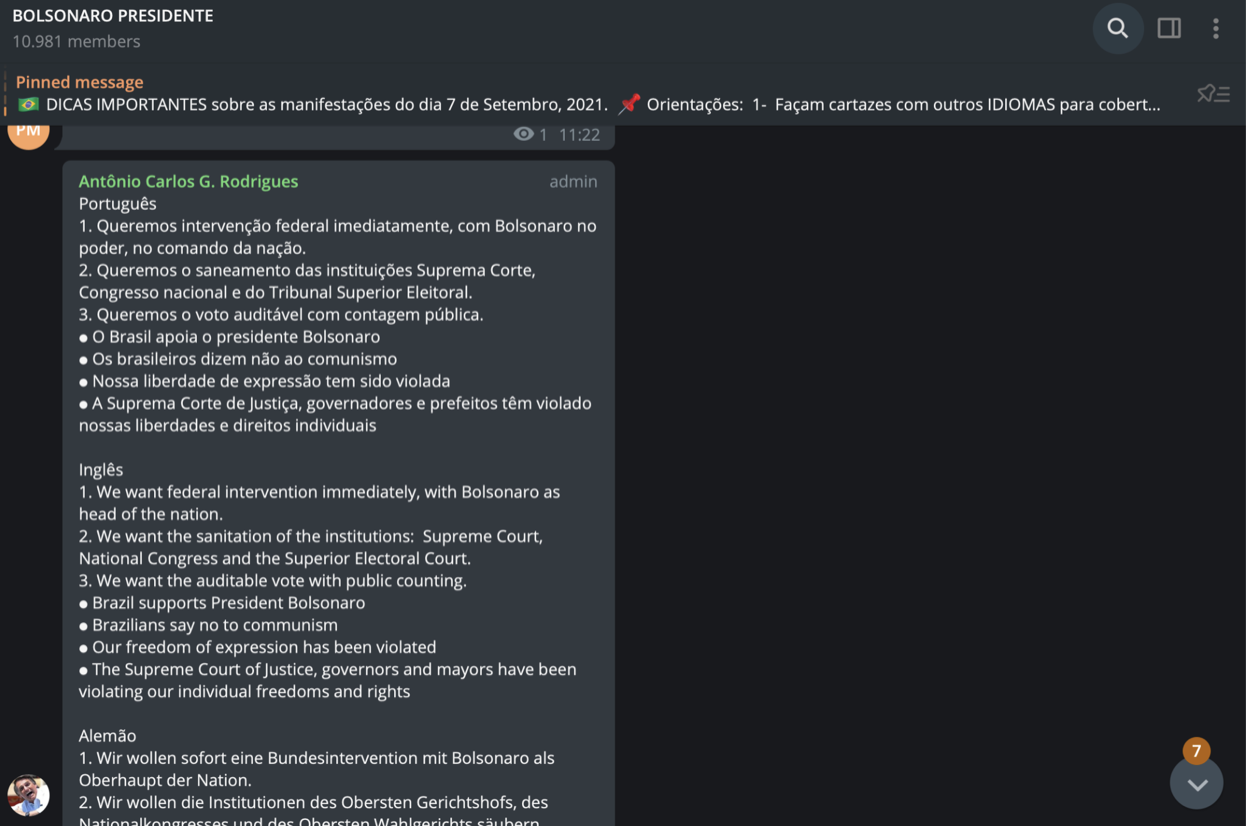 BOLSONARO PRESIDENTE
10.981 members
Pinned message
🇧🇷 DICAS IMPORTANTES sobre as manifestações do dia 7 de Setembro, 2021. 📌 Orientações: 1- Façam cartazes com outros IDIOMAS para cobert...
PM
1 11:22
Antônio Carlos G. Rodrigues admin
Português
1. Queremos intervenção federal imediatamente, com Bolsonaro no
poder, no comando da nação.
2. Queremos o saneamento das instituições Suprema Corte,
Congresso nacional e do Tribunal Superior Eleitoral.
3. Queremos o voto auditável com contagem pública.
● O Brasil apoia o presidente Bolsonaro
● Os brasileiros dizem não ao comunismo
● Nossa liberdade de expressão tem sido violada
● A Suprema Corte de Justiça, governadores e prefeitos têm violado
nossas liberdades e direitos individuais
Inglês
1. We want federal intervention immediately, with Bolsonaro as
head of the nation.
2. We want the sanitation of the institutions:  Supreme Court,
National Congress and the Superior Electoral Court.
3. We want the auditable vote with public counting.
● Brazil supports President Bolsonaro
● Brazilians say no to communism
● Our freedom of expression has been violated
● The Supreme Court of Justice, governors and mayors have been
violating our individual freedoms and rights
Alemão
1. Wir wollen sofort eine Bundesintervention mit Bolsonaro als
Oberhaupt der Nation.
2. Wir wollen die Institutionen des Obersten Gerichtshofs, des
Nationalkongresses und des Obersten Wahlgerichts säubern
7